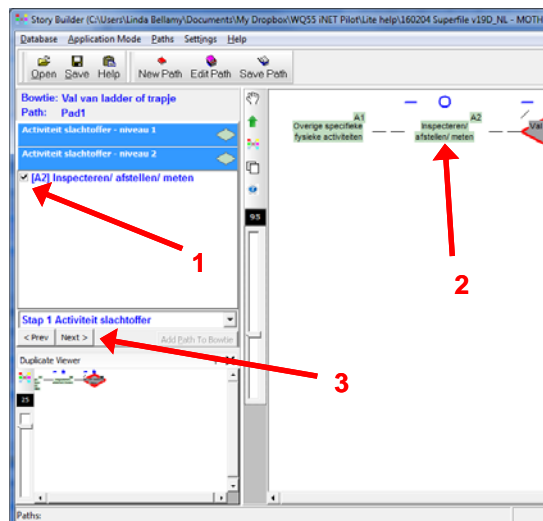 Story Builder (C:\Users\Linda Bellamy\Documents\My Dropbox\WQ55 iNET Pilot\Lite help\160204 Superfile v19D_NL - MOTH
Database Application Mode Paths Settings Help
Open Save Help New Path Edit Path Save Path
Bowtie: Val van ladder of trapje
Path: Pad1
Activiteit slachtoffer - niveau 1
Activiteit slachtoffer - niveau 2
[A2] Inspecteren/ afstellen/ meten
A1
Overige specifieke
fysieke activiteiten
A2
Inspecteren/
afstellen/ meten
Val
95
1
2
3
Stap 1 Activiteit slachtoffer
< Prev Next > Add Path To Bowtie
Duplicate Viewer
25
Paths: